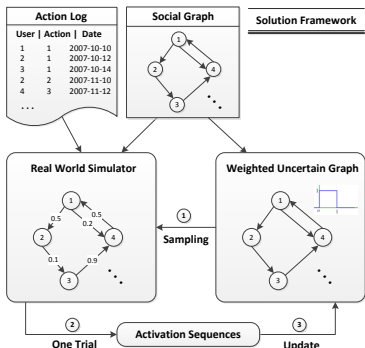 Action Log
User | Action | Date
1 1 2007-10-10
2 1 2007-10-12
3 1 2007-10-14
2 2 2007-11-10
4 3 2007-11-12
. . .
Social Graph
1
2
4
3
Solution Framework
Real World Simulator
1
0.5
0.5
0.2
2
4
0.1
0.9
3
1
Sampling
Weighted Uncertain Graph
1
2
4
3
2
One Trial
Activation Sequences
3
Update